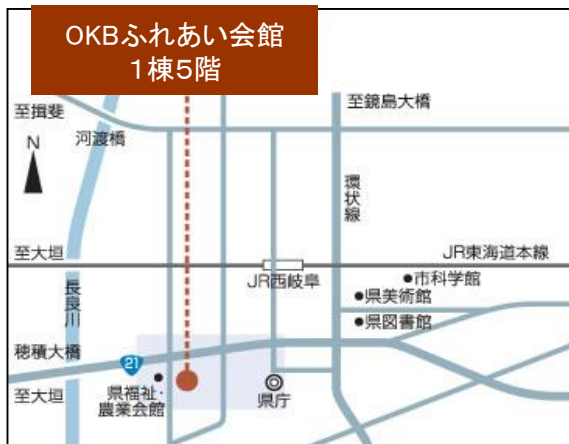 OKBふれあい会館
1棟5階
至揖斐
至鏡島大橋
河渡橋
N
環状線
至大垣
JR東海道本線
JR西岐阜
市科学館
長良川
県美術館
県図書館
穂積大橋
21
県福祉・
農業会館
県庁
至大垣